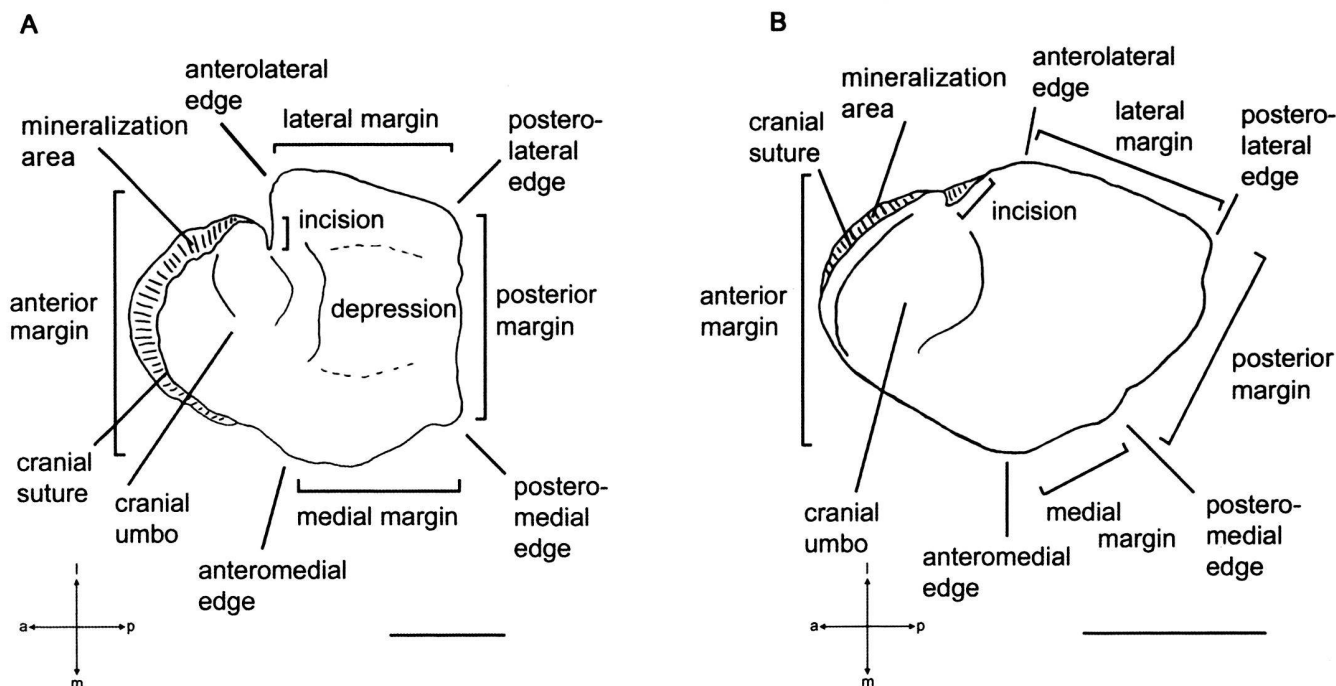 A
anterolateral
edge
mineralization
area
lateral margin
postero-
lateral
edge
incision
anterior
margin
depression
posterior
margin
cranial
suture
cranial
umbo
medial margin
anteromedial
edge
postero-
medial
edge
l
a
p
m
B
anterolateral
edge
mineralization
area
cranial
suture
lateral
margin
postero-
lateral
edge
incision
anterior
margin
posterior
margin
cranial
umbo
anteromedial
edge
medial
margin
postero-
medial
edge
l
a
p
m